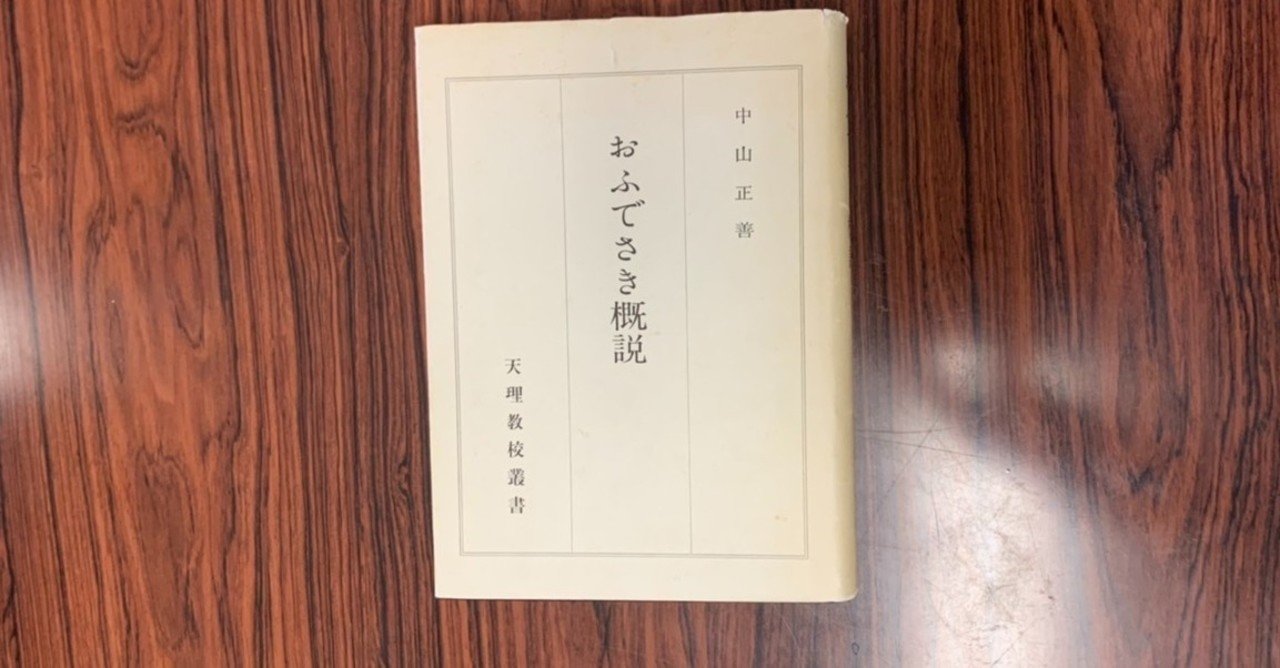 中山正善
おふでさき概説
天理教校叢書